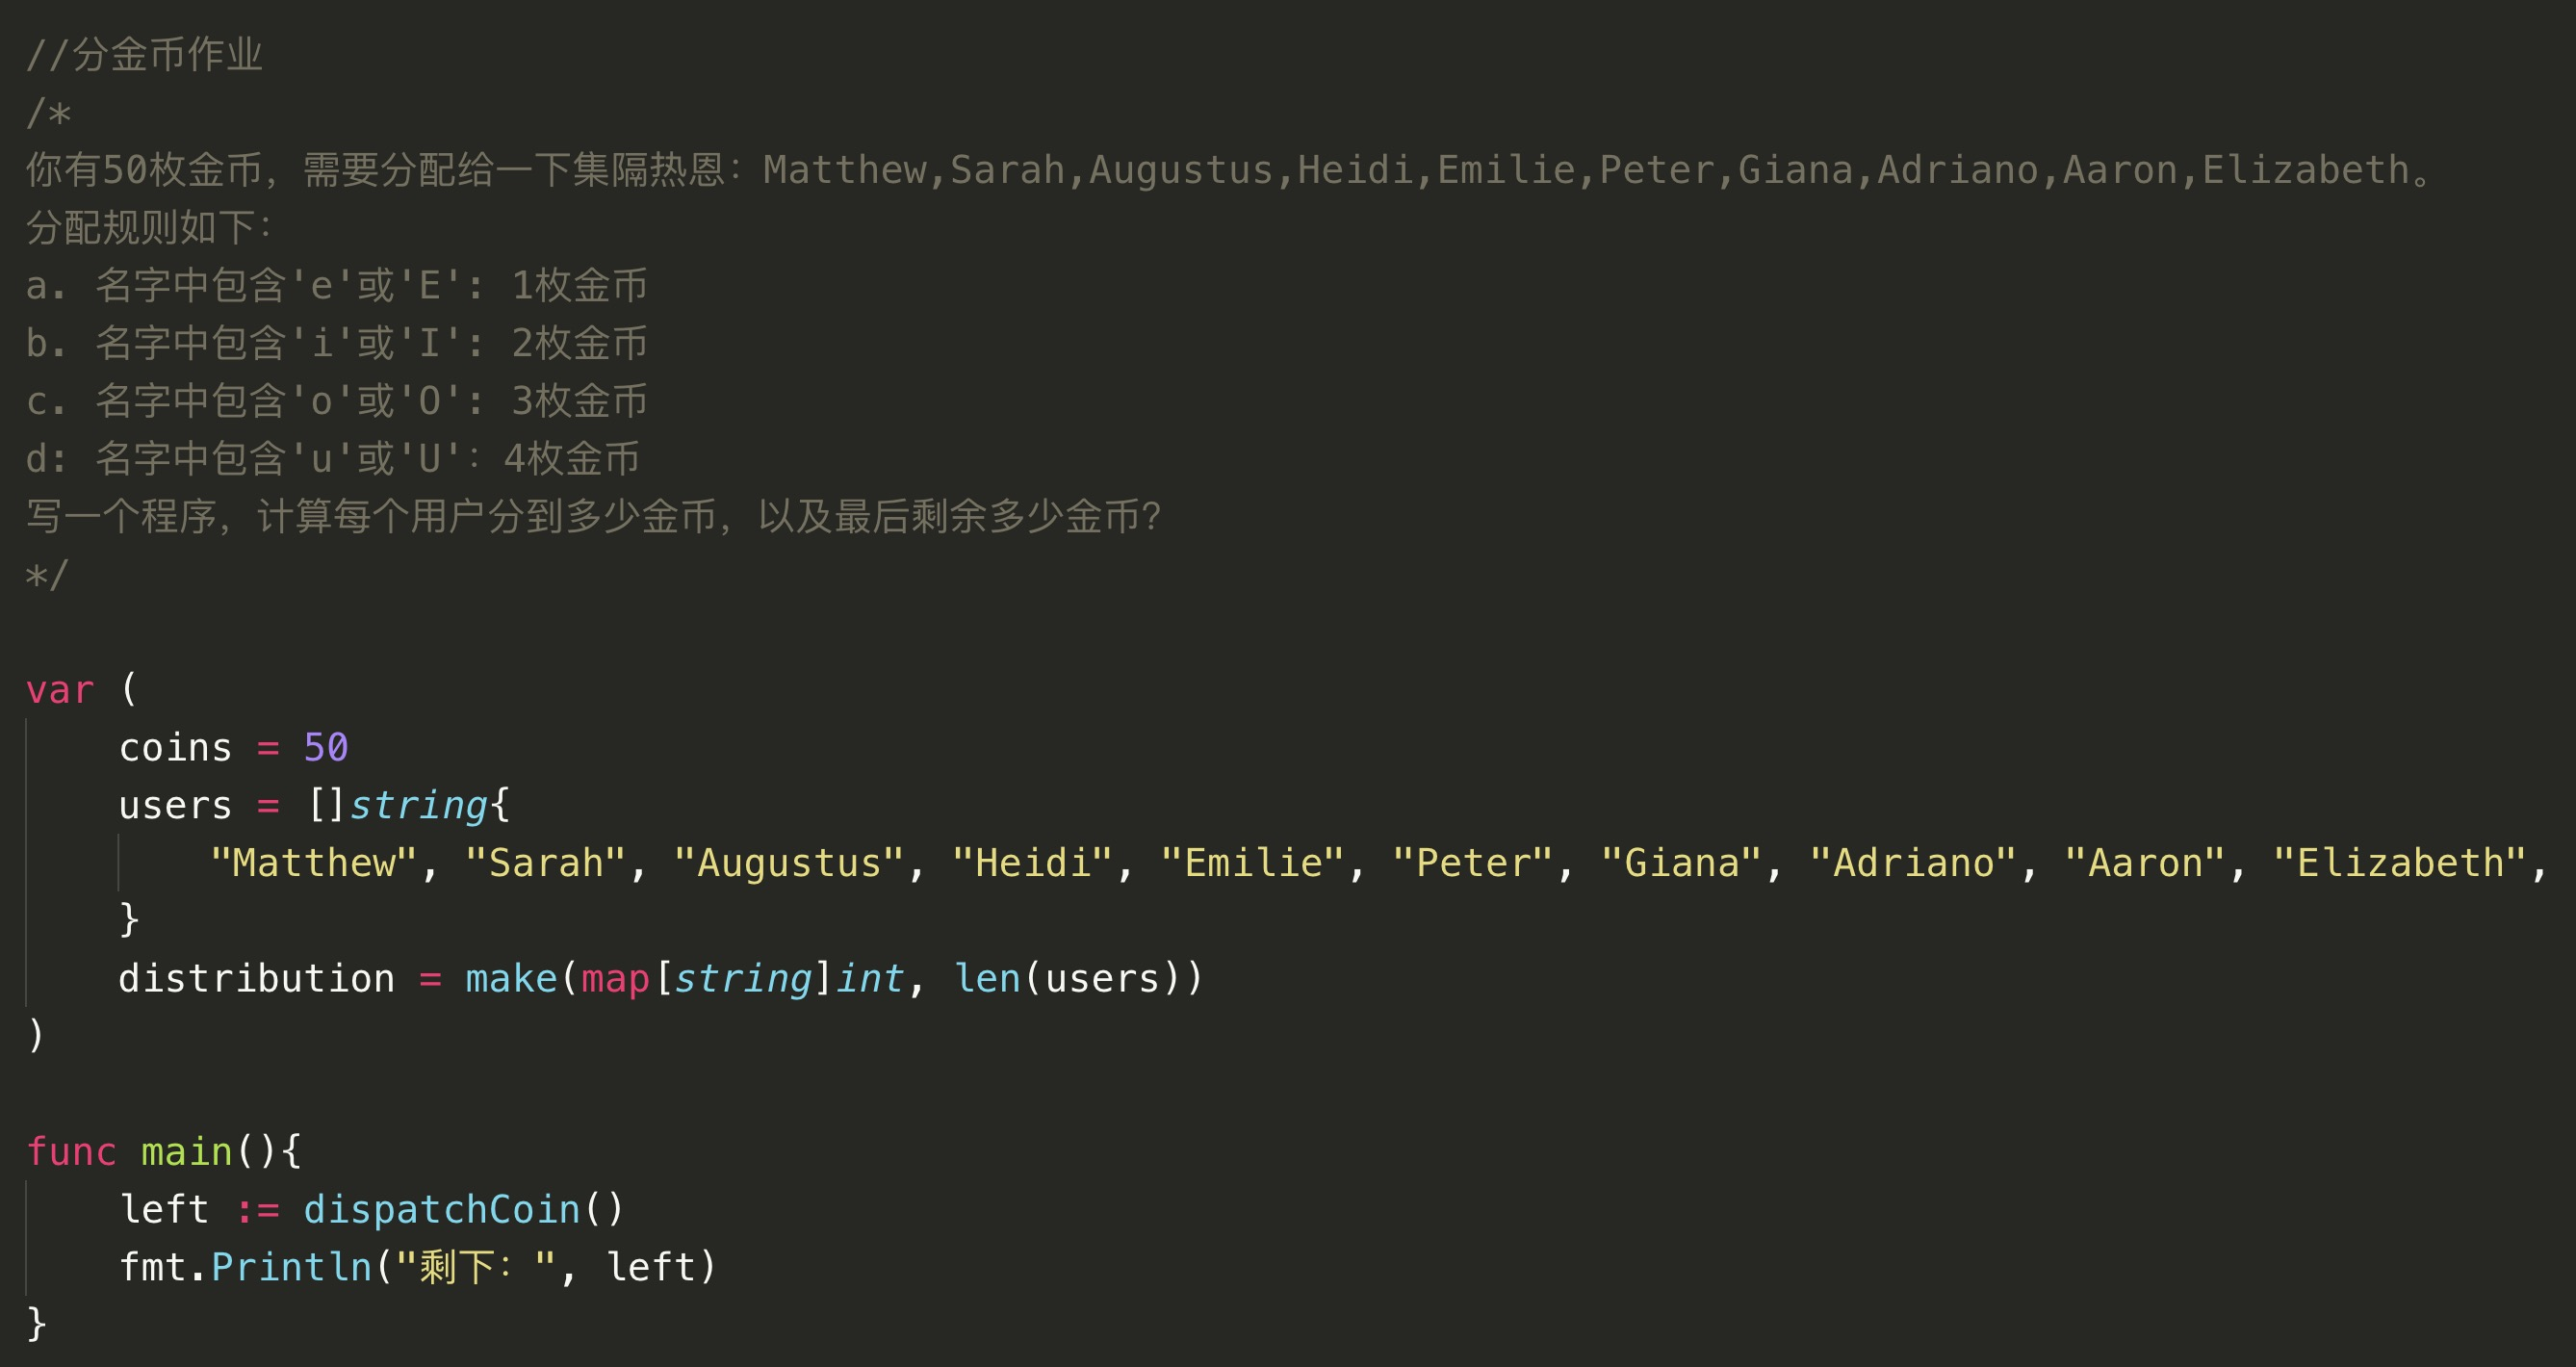 //分金币作业
/*
你有50枚金币，需要分配给一下集隔热恩：Matthew,Sarah,Augustus,Heidi,Emilie,Peter,Giana,Adriano,Aaron,Elizabeth。
分配规则如下：
a. 名字中包含'e'或'E': 1枚金币
b. 名字中包含'i'或'I': 2枚金币
c. 名字中包含'o'或'O': 3枚金币
d: 名字中包含'u'或'U'：4枚金币
写一个程序，计算每个用户分到多少金币，以及最后剩余多少金币？
*/
var (
    coins = 50
    users = []string{
        "Matthew", "Sarah", "Augustus", "Heidi", "Emilie", "Peter", "Giana", "Adriano", "Aaron", "Elizabeth",
    }
    distribution = make(map[string]int, len(users))
)
func main(){
    left := dispatchCoin()
    fmt.Println("剩下：", left)
}